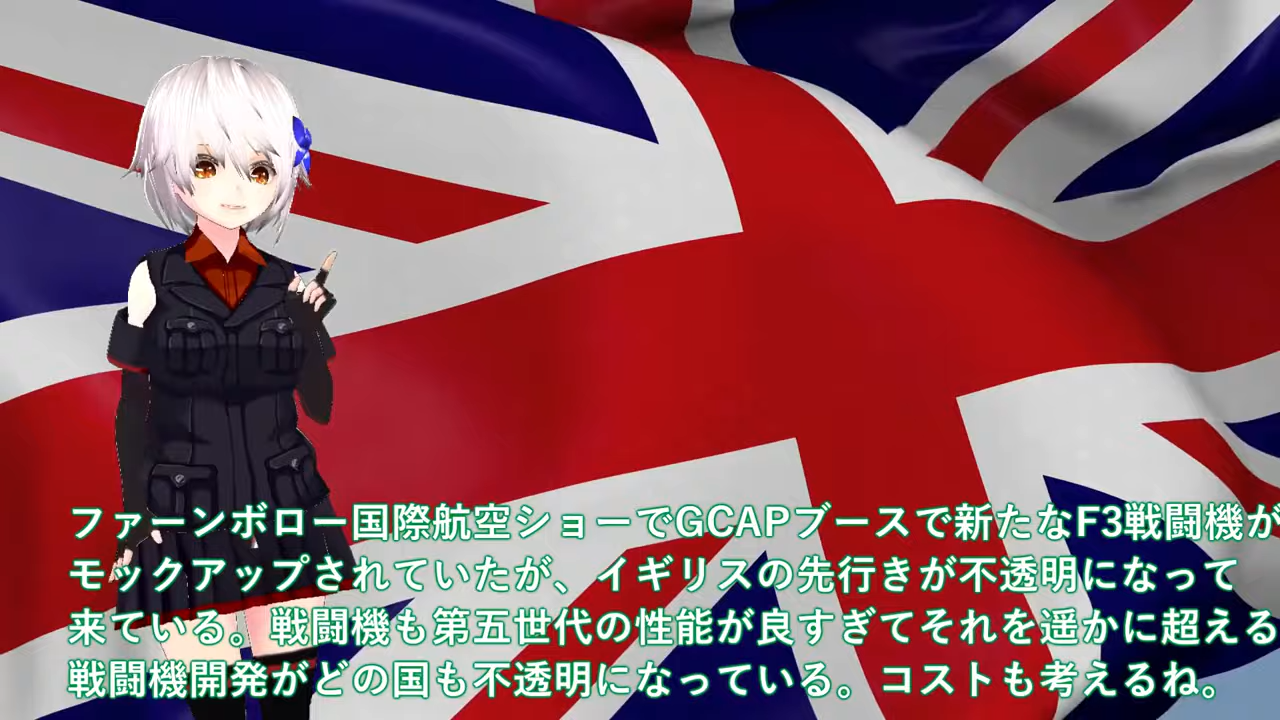 ファーンボロー国際航空ショーでGCAPブースで新たなF3戦闘機が
モックアップされていたが、イギリスの先行きが不透明になって
来ている。戦闘機も第五世代の性能が良すぎてそれを遥かに超える
戦闘機開発がどの国も不透明になっている。コストも考えるね。